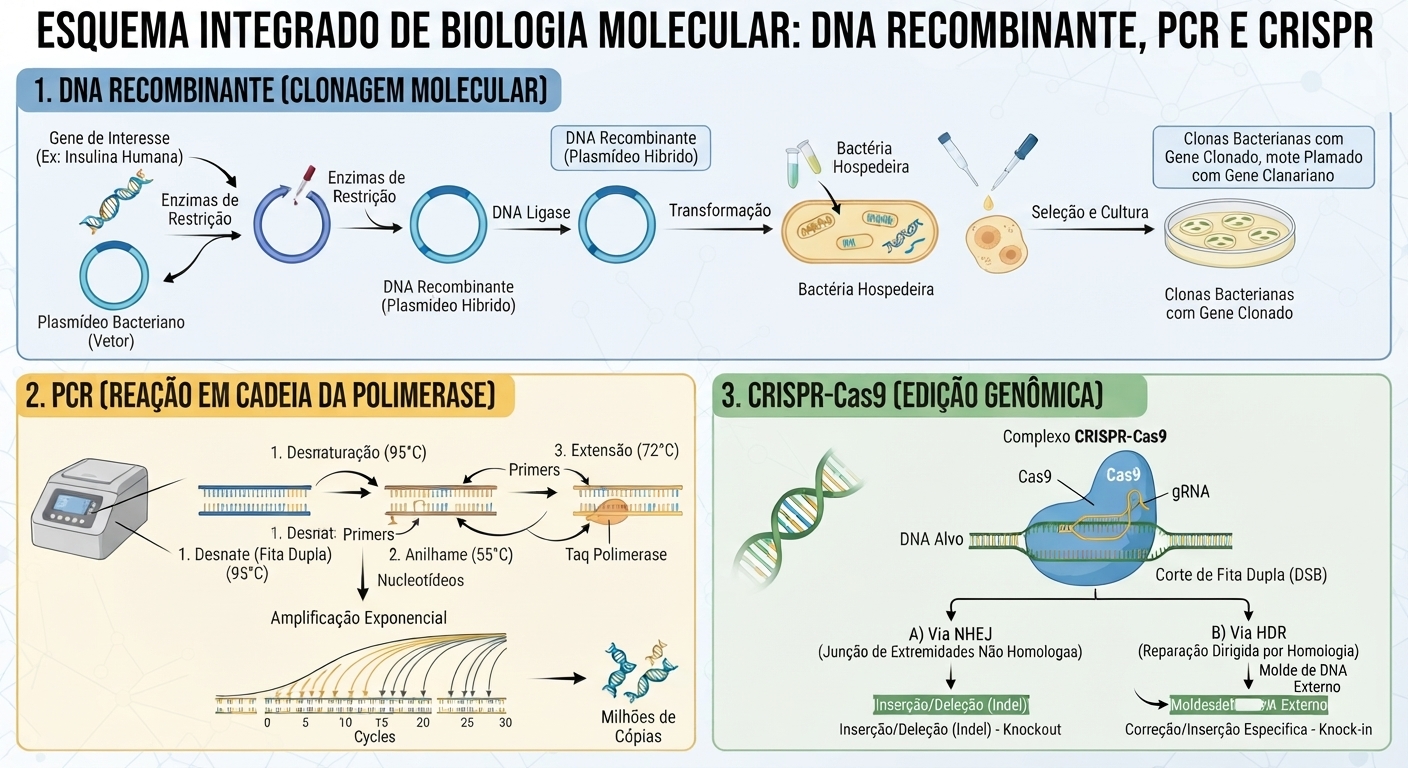 ESQUEMA INTEGRADO DE BIOLOGIA MOLECULAR: DNA RECOMBINANTE, PCR E CRISPR
1. DNA RECOMBINANTE (CLONAGEM MOLECULAR)
Gene de Interesse
(Ex: Insulina Humana)
Enzimas de
Restrição
Plasmídeo Bacteriano
(Vetor)
Enzimas de
Restrição
DNA Recombinante
(Plasmideo Hibrido)
DNA Ligase
DNA Recombinante
(Plasmídeo Hibrido)
Transformação
Bactéria
Hospedeira
Bactéria Hospedeira
Seleção e Cultura
Clonas Bacterianas com
Gene Clonado, mote Plamado
com Gene Clanariano
Clonas Bacterianas
com Gene Clonado
2. PCR (REAÇÃO EM CADEIA DA POLIMERASE)
1. Desnaturação (95°C)
Primers
3. Extensão (72°C)
1. Desnat:
Primers
1. Desnate (Fita Dupla)
(95°C)
2. Anilhame (55°C)
Taq Polimerase
Nucleotídeos
Amplificação Exponencial
0 5 10 T5 20 25 30
Cycles
Milhões de
Cópias
3. CRISPR-Cas9 (EDIÇÃO GENÔMICA)
Complexo CRISPR-Cas9
Cas9
Cas9
gRNA
DNA Alvo
Corte de Fita Dupla (DSB)
A) Via NHEJ
(Junção de Extremidades Não Homologaa)
Inserção/Deleção (Indel)
Inserção/Deleção (Indel) - Knockout
B) Via HDR
(Reparação Dirigida por Homologia)
Molde de DNA
Externo
Externo
Correção/Inserção Especifica - Knock-in